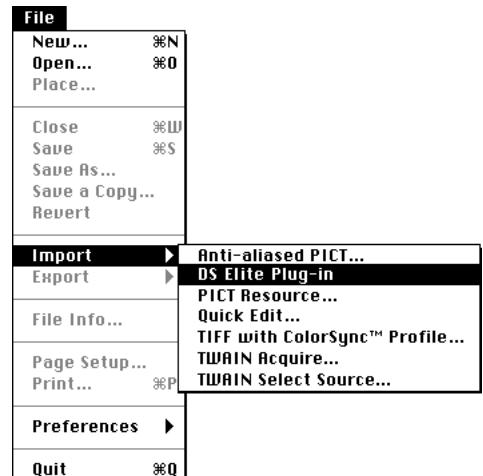 File
New... ⌘N
Open... ⌘O
Place...
Close ⌘W
Save ⌘S
Save As...
Save a Copy...
Revert
Import
Export
File Info...
Page Setup...
Print... ⌘P
Preferences
Quit ⌘Q
Anti-aliased PICT...
DS Elite Plug-in
PICT Resource...
Quick Edit...
TIFF with ColorSync™ Profile...
TWAIN Acquire...
TWAIN Select Source...